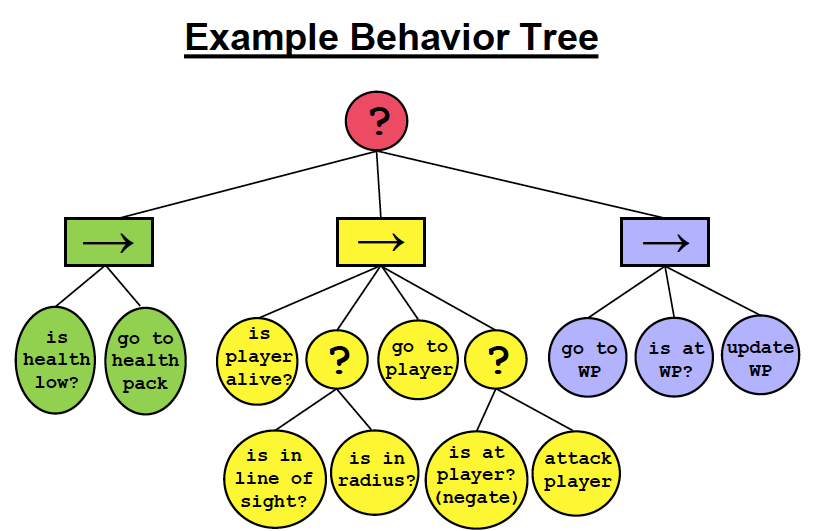 Example Behavior Tree
?
→
→
→
is
health
low?
go to
health
pack
is
player
alive?
?
go to
player
?
go to
WP
is at
WP?
update
WP
is in
line of
sight?
is in
radius?
is at
player?
(negate)
attack
player